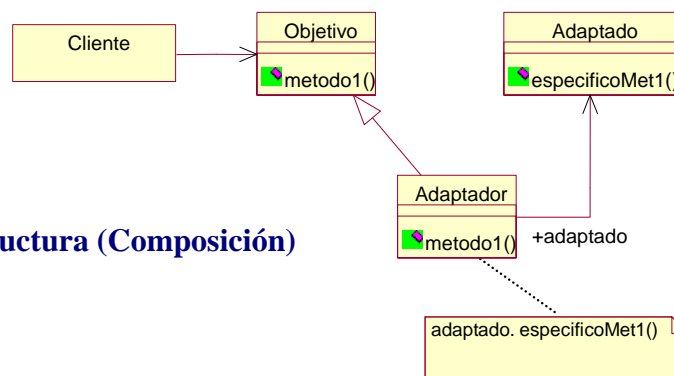 Cliente
Objetivo
metodo1()
Adaptado
especificoMet1()
Adaptador
metodo1()
+adaptado
uctura (Composición)
adaptado. especificoMet1()